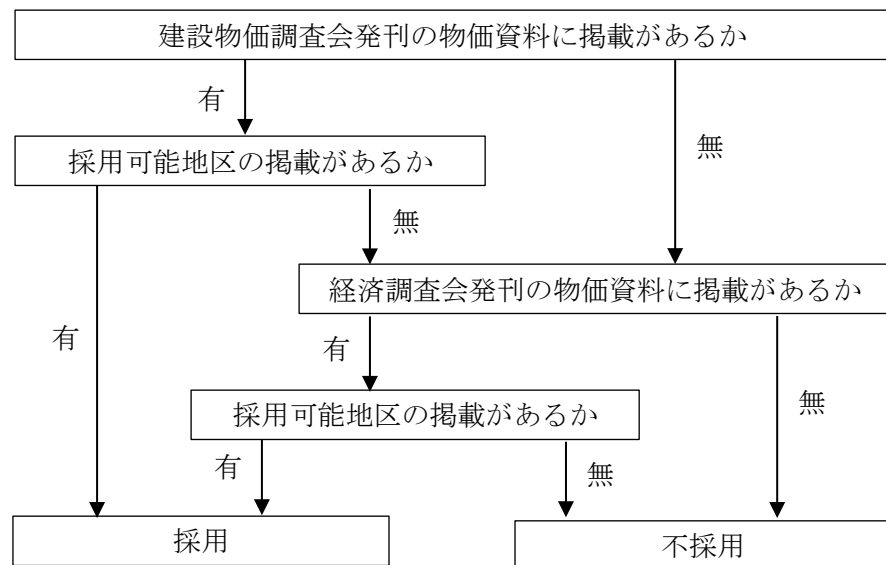 建設物価調査会発刊の物価資料に掲載があるか
有
無
採用可能地区の掲載があるか
無
経済調査会発刊の物価資料に掲載があるか
有
有
採用可能地区の掲載があるか
無
有
無
採用
不採用